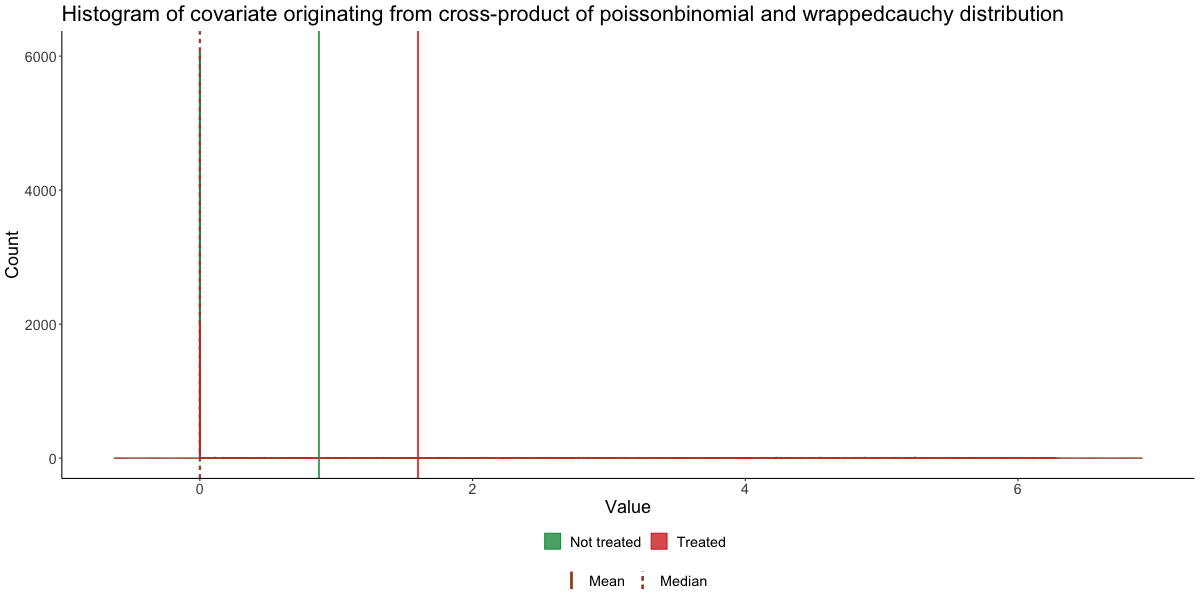 Histogram of covariate originating from cross-product of poissonbinomial and wrappedcauchy distribution
6000
4000
2000
0
Count
0 2 4 6
Value
Not treated Treated
Mean Median